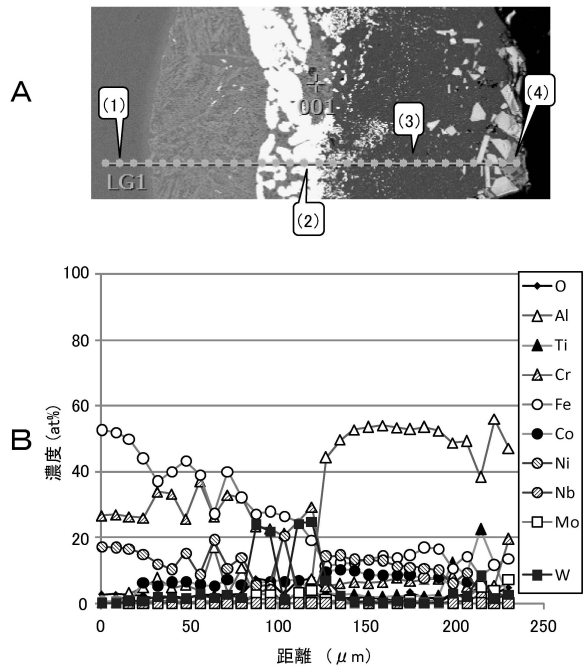 A
(1)
001
(3)
(4)
LG1
(2)
B
濃度 (at%)
100
80
60
40
20
0
0
50
100
150
200
250
距離 (μm)
O
Al
Ti
Cr
Fe
Co
Ni
Nb
Mo
W